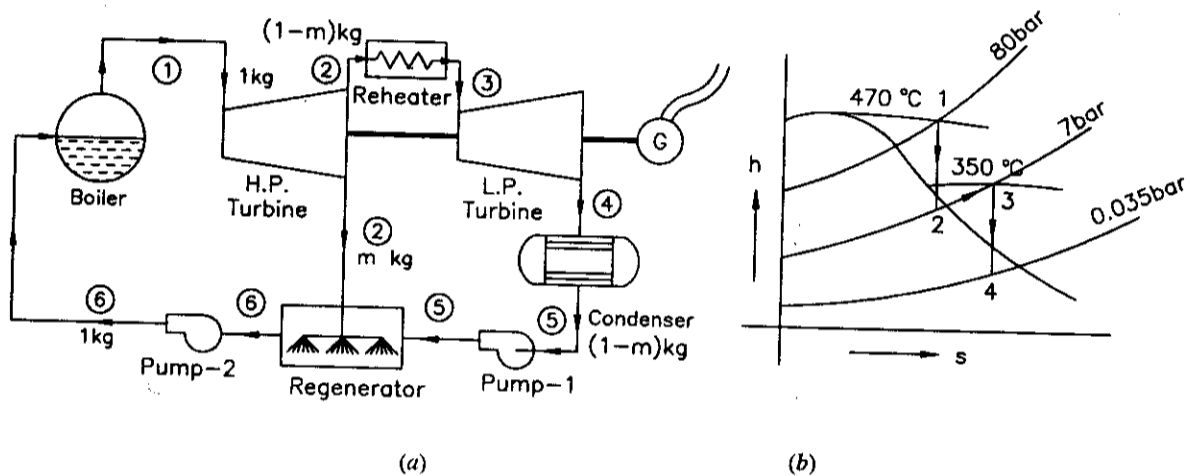 (1-m)kg
①
②
1kg
Reheater
③
G
Boiler
H.P.
Turbine
L.P.
Turbine
④
②
m kg
⑥
1kg
⑥
⑤
⑤
Condenser
(1-m)kg
Pump-2
Regenerator
Pump-1
(a)
80bar
470 °C
1
7bar
h
350 °C
3
2
0.035bar
4
s
(b)